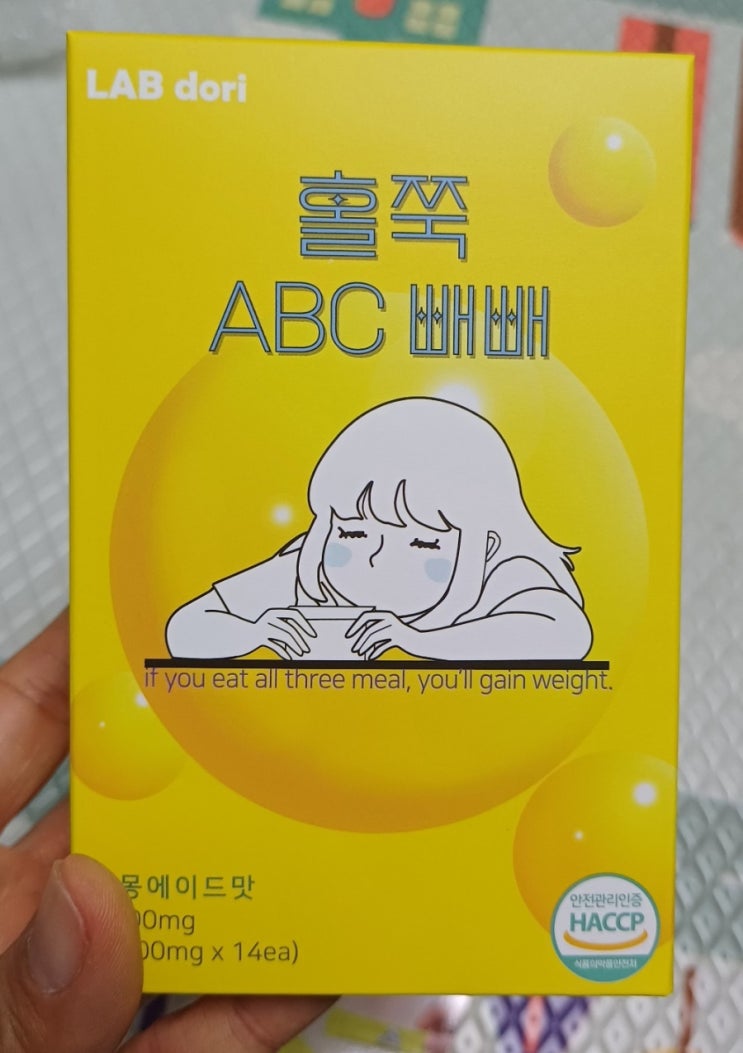 LAB dori
홀쭉
ABC 빼빼
if you eat all three meal, you'll gain weight.
몽에이드맛
00mg
00mg x 14ea)
안전관리인증
HACCP
식품의약품안전처